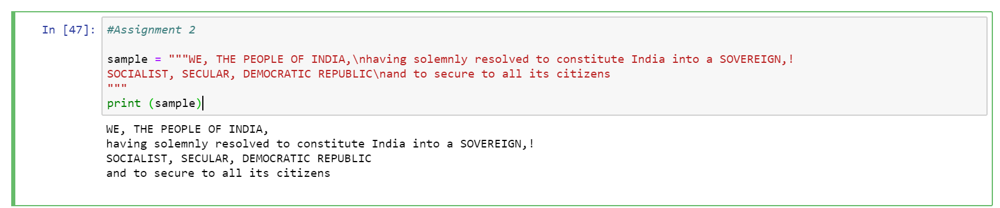 In [47]: #Assignment 2
sample = """WE, THE PEOPLE OF INDIA,\nhaving solemnly resolved to constitute India into a SOVEREIGN,!
SOCIALIST, SECULAR, DEMOCRATIC REPUBLIC\nand to secure to all its citizens
"""
print (sample)
WE, THE PEOPLE OF INDIA,
having solemnly resolved to constitute India into a SOVEREIGN,!
SOCIALIST, SECULAR, DEMOCRATIC REPUBLIC
and to secure to all its citizens